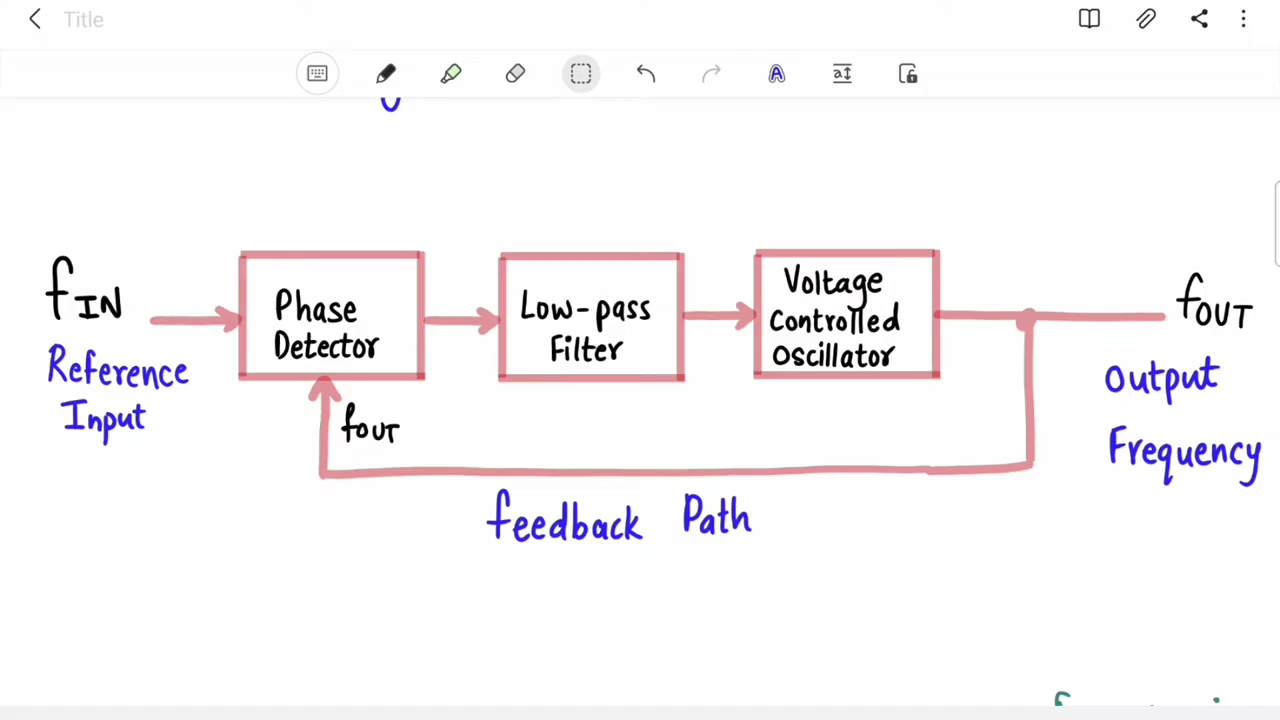 Title
fIN
Reference
Input
Phase
Detector
Low-pass
Filter
Voltage
Controlled
Oscillator
fOUT
Output
Frequency
fOUT
feedback Path